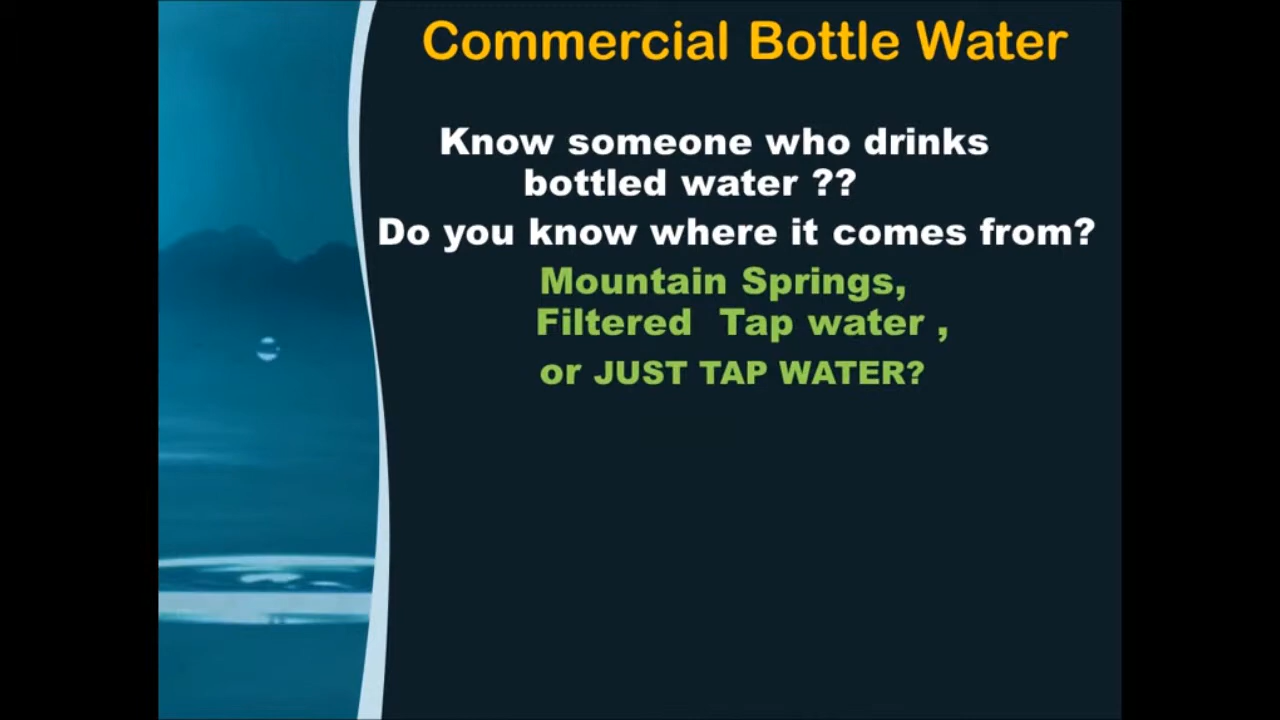 Commercial Bottle Water
Know someone who drinks
bottled water ??
Do you know where it comes from?
Mountain Springs,
Filtered Tap water ,
or JUST TAP WATER?